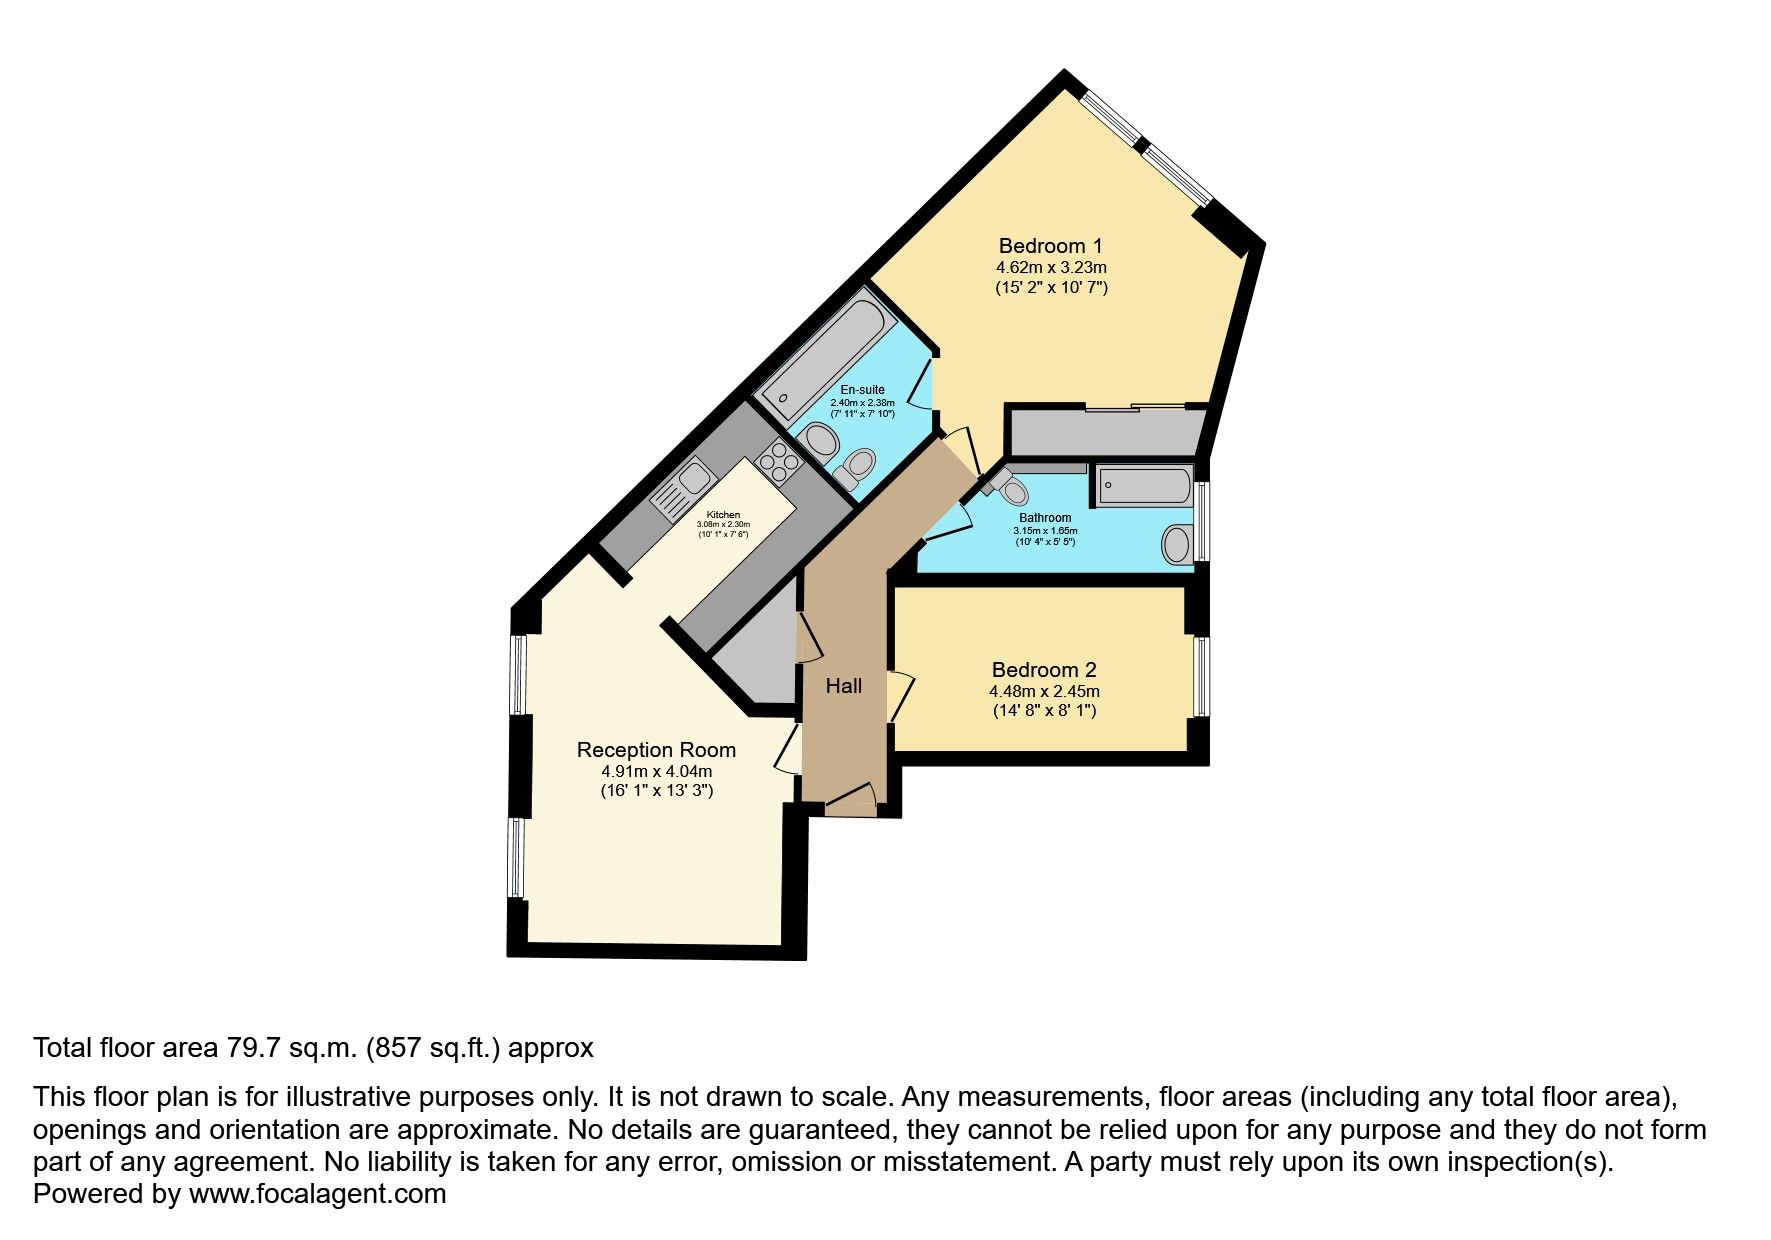 Bedroom 1
4.62m x 3.23m
(15' 2" x 10' 7")
En-suite
2.40m x 2.38m
(7' 11" x 7' 10")
Kitchen
3.08m x 2.30m
(10' 1" x 7' 6")
Bathroom
3.15m x 1.65m
(10' 4" x 5' 5")
Bedroom 2
4.48m x 2.45m
(14' 8" x 8' 1")
Hall
Reception Room
4.91m x 4.04m
(16' 1" x 13' 3")
Total floor area 79.7 sq.m. (857 sq.ft.) approx
This floor plan is for illustrative purposes only. It is not drawn to scale. Any measurements, floor areas (including any total floor area),
openings and orientation are approximate. No details are guaranteed, they cannot be relied upon for any purpose and they do not form
part of any agreement. No liability is taken for any error, omission or misstatement. A party must rely upon its own inspection(s).
Powered by www.focalagent.com